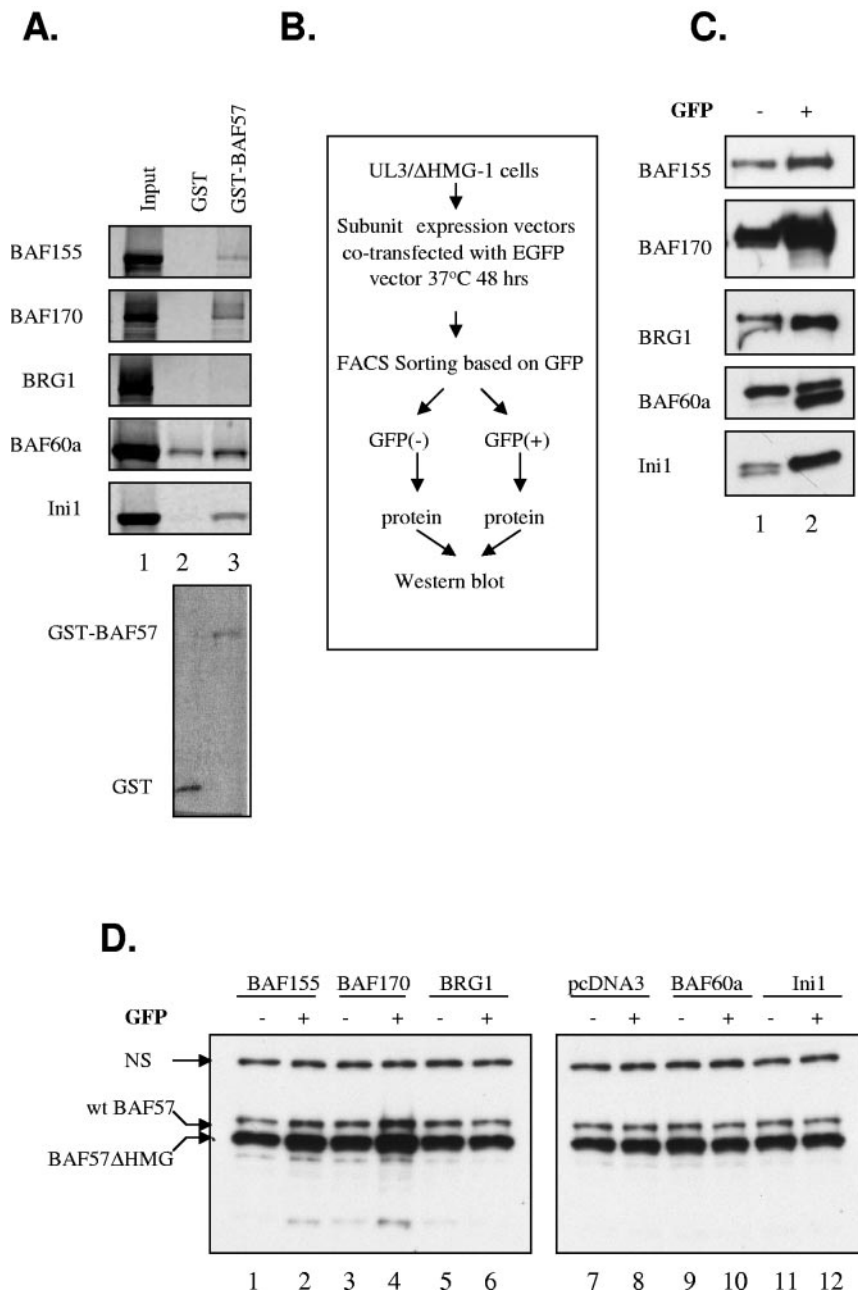 A.
Input
GST
GST-BAF57
BAF155
BAF170
BRG1
BAF60a
Ini1
1 2 3
GST-BAF57
GST
B.
UL3/ΔHMG-1 cells
Subunit expression vectors
co-transfected with EGFP
vector 37°C 48 hrs
FACS Sorting based on GFP
GFP(-) GFP(+)
protein protein
Western blot
C.
GFP - +
BAF155
BAF170
BRG1
BAF60a
Ini1
1 2
D.
BAF155 BAF170 BRG1 pcDNA3 BAF60a Ini1
GFP - + - + - + - + - + - +
NS
wt BAF57
BAF57ΔHMG
1 2 3 4 5 6 7 8 9 10 11 12